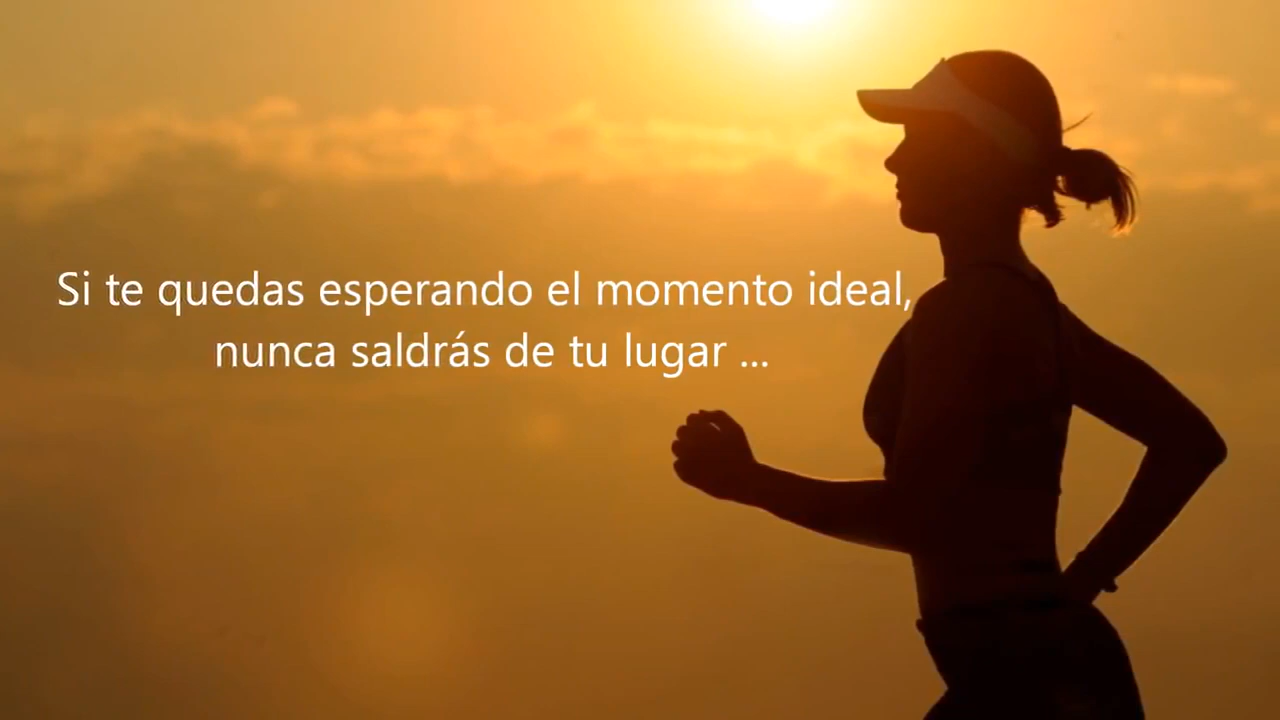 Si te quedas esperando el momento ideal,
nunca saldrás de tu lugar ...